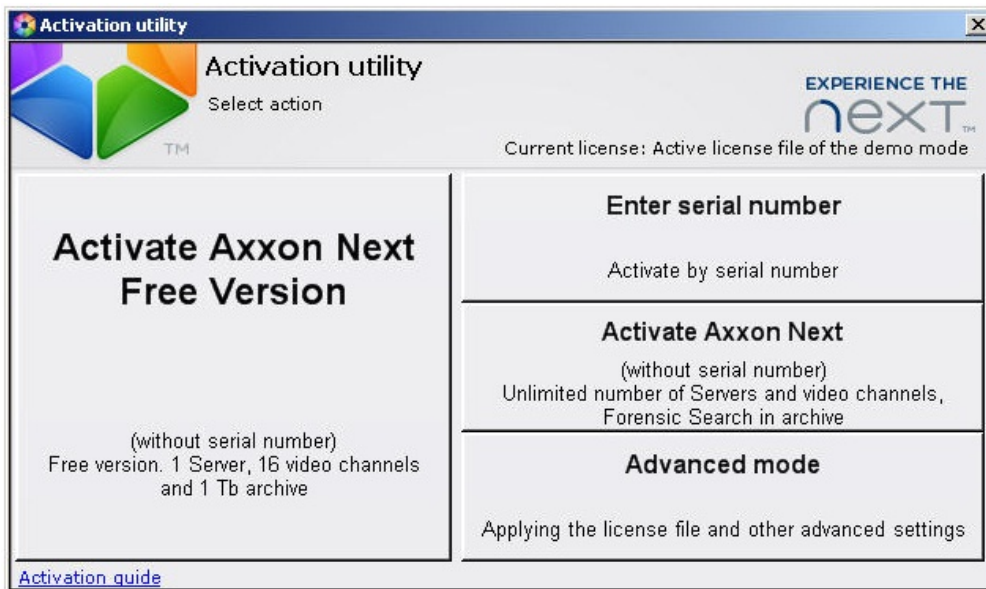 Activation utility
Activation utility
Select action
TM
EXPERIENCE THE
next TM
Current license: Active license file of the demo mode
Activate Axxon Next
Free Version
(without serial number)
Free version. 1 Server, 16 video channels
and 1 Tb archive
Enter serial number
Activate by serial number
Activate Axxon Next
(without serial number)
Unlimited number of Servers and video channels,
Forensic Search in archive
Advanced mode
Applying the license file and other advanced settings
Activation guide